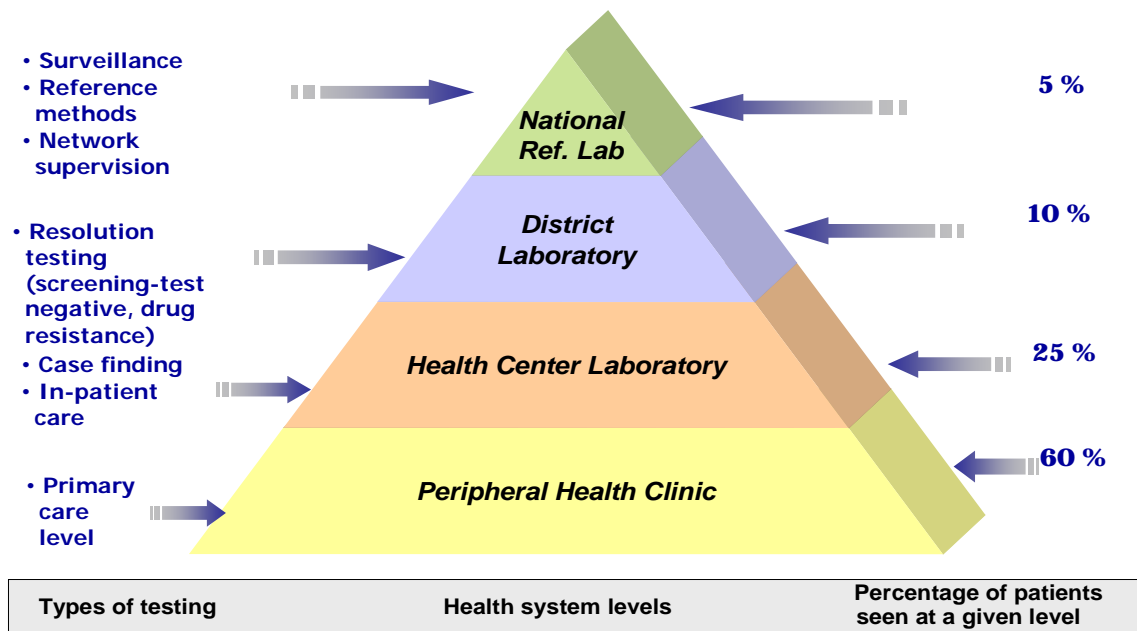 • Surveillance
• Reference
methods
• Network
supervision
• Resolution
testing
(screening-test
negative, drug
resistance)
• Case finding
• In-patient
care
• Primary
care
level
National
Ref. Lab
District
Laboratory
Health Center Laboratory
Peripheral Health Clinic
5 %
10 %
25 %
60 %
Types of testing
Health system levels
Percentage of patients
seen at a given level